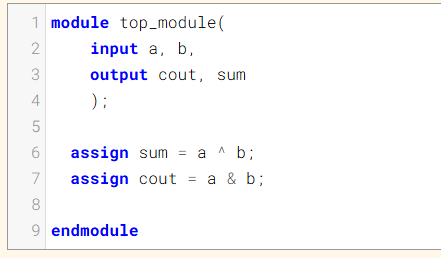 1 module top_module(
2     input a, b,
3     output cout, sum
4     );
5
6   assign sum = a ^ b;
7   assign cout = a & b;
8
9 endmodule